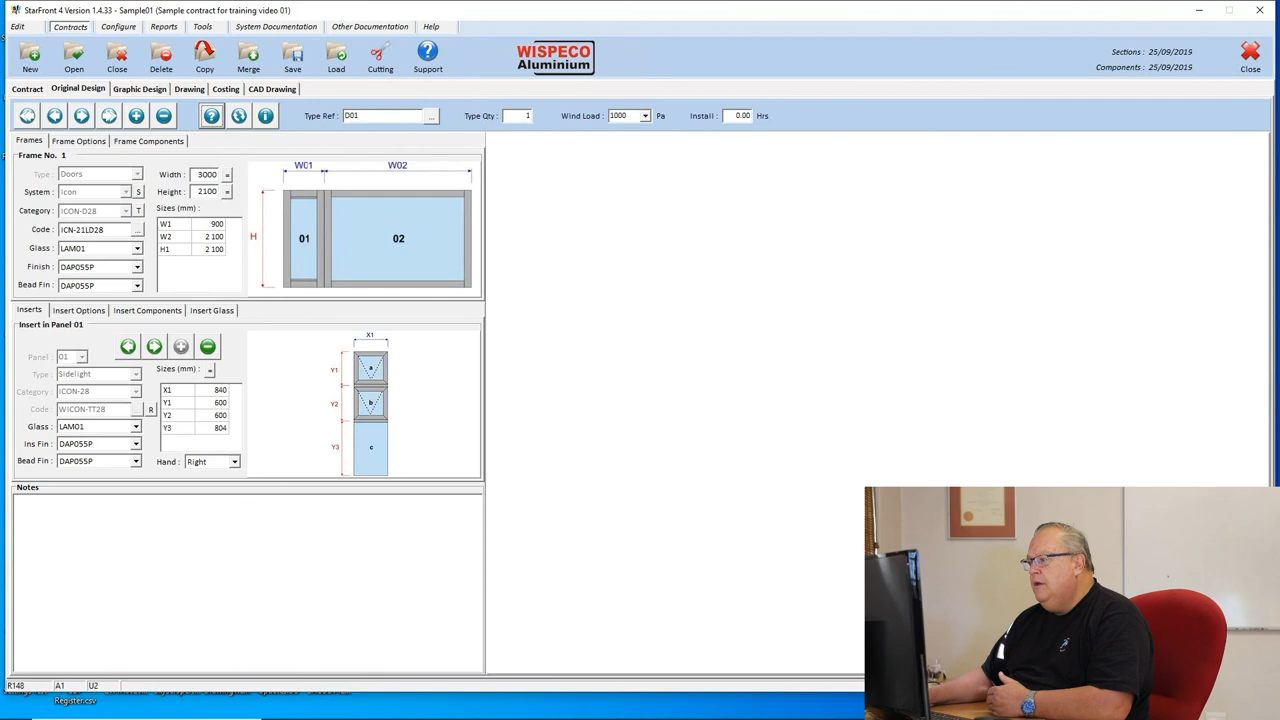 StarFront 4 Version 1.4.33 - Sample01 (Sample contract for training video 01)
Edit Contracts Configure Reports Tools System Documentation Other Documentation Help
New Open Close Delete Copy Merge Save Load Cutting Support
WISPECO
Aluminium
Sections : 25/09/2019
Components : 25/09/2019
Close
Contract Original Design Graphic Design Drawing Costing CAD Drawing
Type Ref : D01 ... Type Qty : 1 Wind Load : 1000 Pa Install : 0.00 Hrs
Frames Frame Options Frame Components
Frame No. 1
Type : Doors
System : Icon S
Category : ICON-D28 T
Code : ICN-21LD28 ...
Glass : LAM01
Finish : DAP055P
Bead Fin : DAP055P
Width : 3000 =
Height : 2100 =
Sizes (mm) :
W1 900
W2 2 100
H1 2 100
W01 W02
H
01 02
Inserts Insert Options Insert Components Insert Glass
Insert in Panel 01
Panel : 01
Type : Sidelight
Category : ICON-28
Code : WICON-TT28 R
Glass : LAM01
Ins Fin : DAP055P
Bead Fin : DAP055P
Sizes (mm) : =
X1 840
Y1 600
Y2 600
Y3 804
Hand : Right
X1
Y1 a
Y2 b
Y3 c
Notes
R148 A1 U2
Register.csv